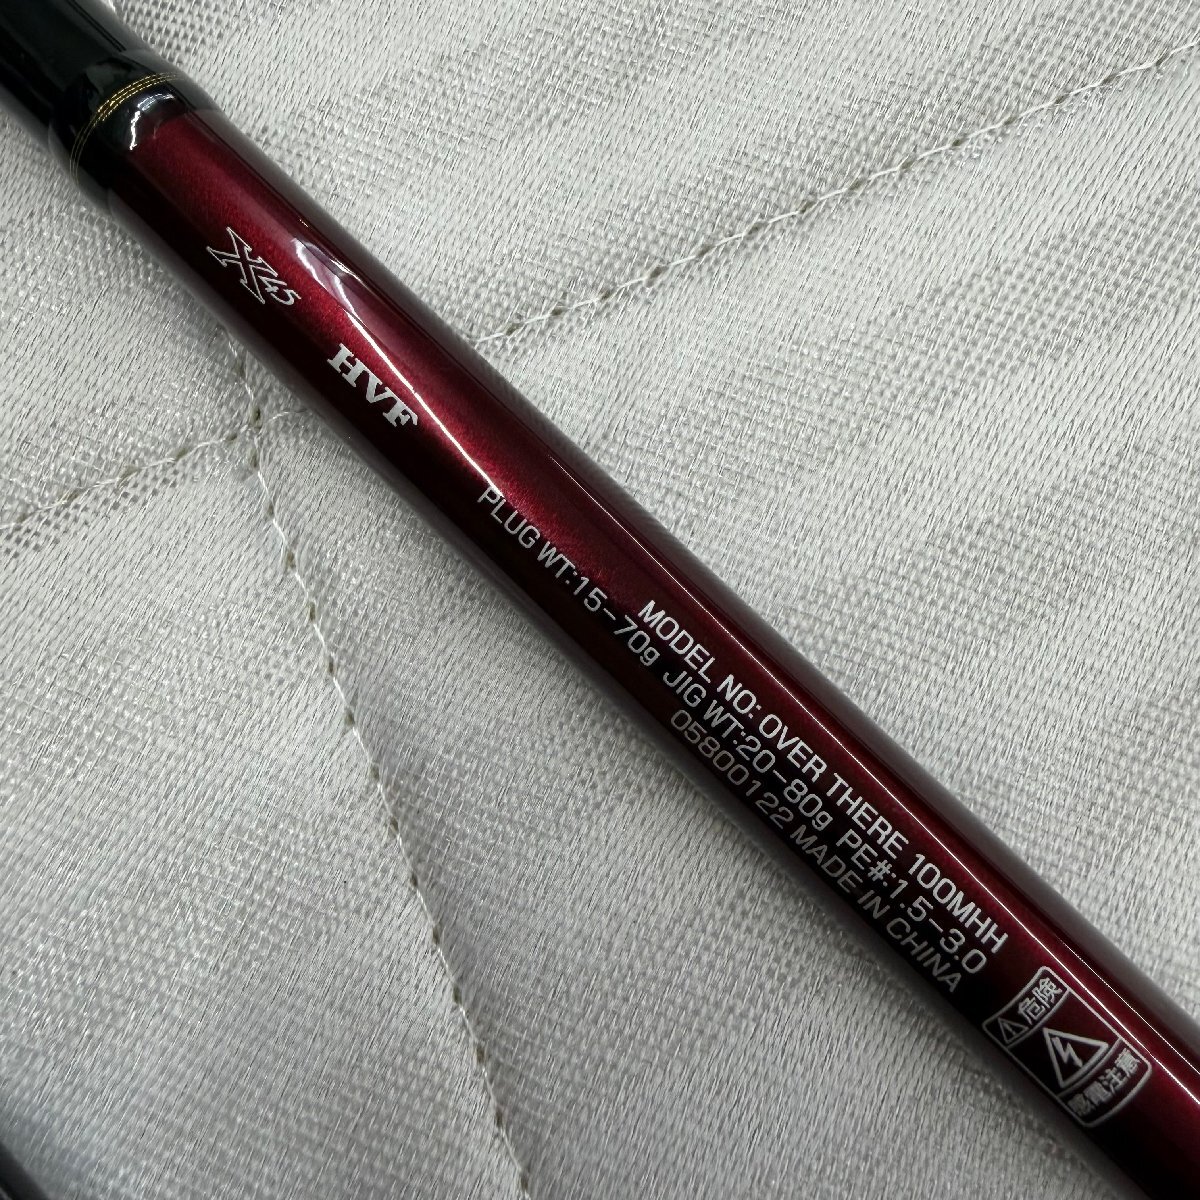 X45
HVF
MODEL NO: OVER THERE 100MHH
PLUG WT:15-70g JIG WT:20-80g PE#:1.5-3.0
05800122 MADE IN CHINA
危険
感電注意